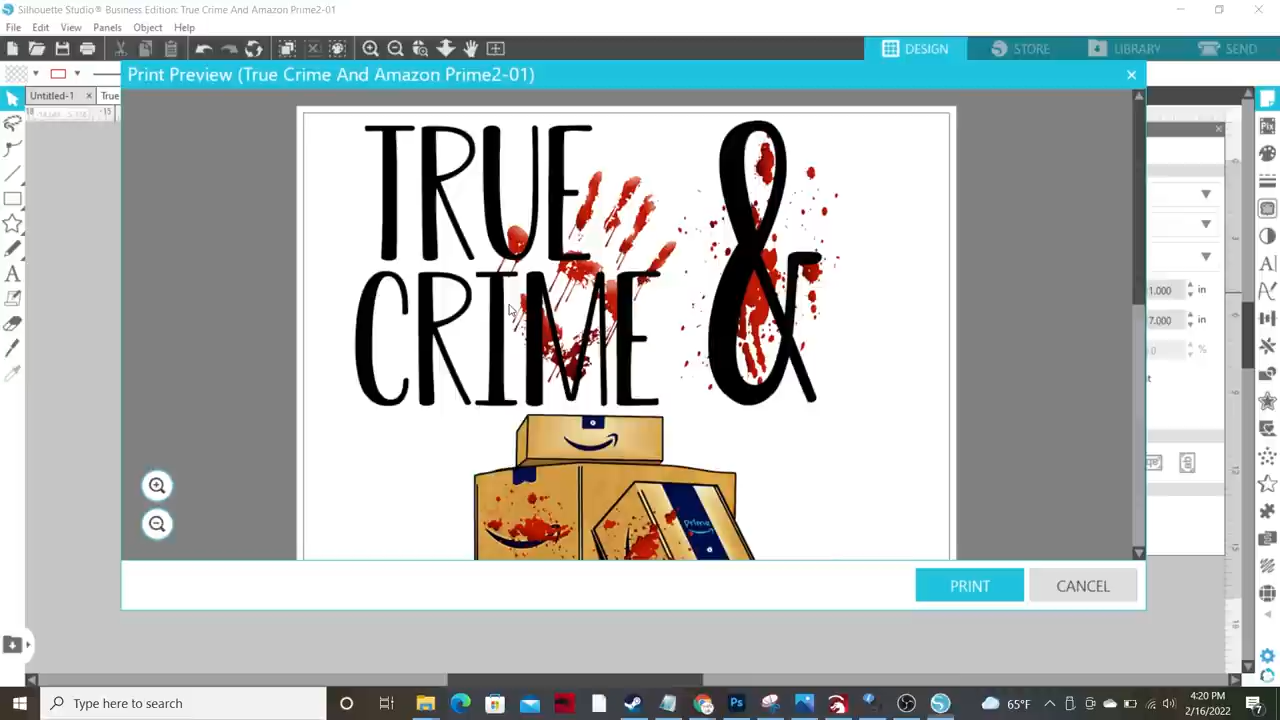 Silhouette Studio® Business Edition: True Crime And Amazon Prime2-01
File Edit View Panels Object Help
DESIGN STORE LIBRARY SEND
Print Preview (True Crime And Amazon Prime2-01)
Untitled-1 × True
TRUE &
CRIME
prime
1.000 in
7.000 in
%
PRINT CANCEL
Type here to search
65°F
4:20 PM
2/16/2022